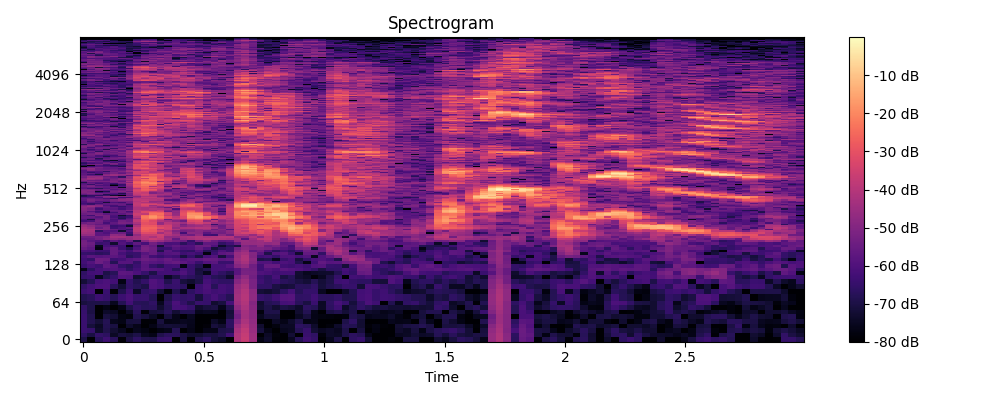 Spectrogram
4096
2048
1024
512
256
128
64
0
Hz
0
0.5
1
1.5
2
2.5
Time
-10 dB
-20 dB
-30 dB
-40 dB
-50 dB
-60 dB
-70 dB
-80 dB